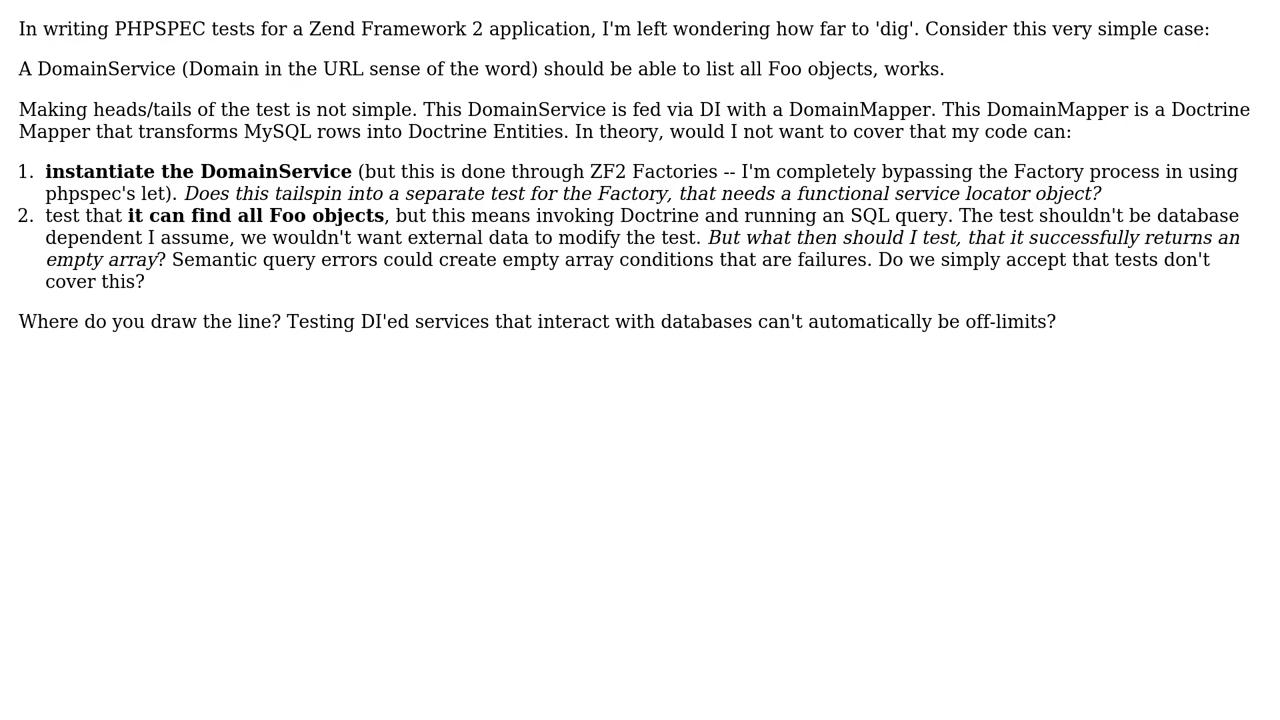 In writing PHPSPEC tests for a Zend Framework 2 application, I'm left wondering how far to 'dig'. Consider this very simple case:
A DomainService (Domain in the URL sense of the word) should be able to list all Foo objects, works.
Making heads/tails of the test is not simple. This DomainService is fed via DI with a DomainMapper. This DomainMapper is a Doctrine
Mapper that transforms MySQL rows into Doctrine Entities. In theory, would I not want to cover that my code can:
1. instantiate the DomainService (but this is done through ZF2 Factories -- I'm completely bypassing the Factory process in using
phpspec's let). Does this tailspin into a separate test for the Factory, that needs a functional service locator object?
2. test that it can find all Foo objects, but this means invoking Doctrine and running an SQL query. The test shouldn't be database
dependent I assume, we wouldn't want external data to modify the test. But what then should I test, that it successfully returns an
empty array? Semantic query errors could create empty array conditions that are failures. Do we simply accept that tests don't
cover this?
Where do you draw the line? Testing DI'ed services that interact with databases can't automatically be off-limits?